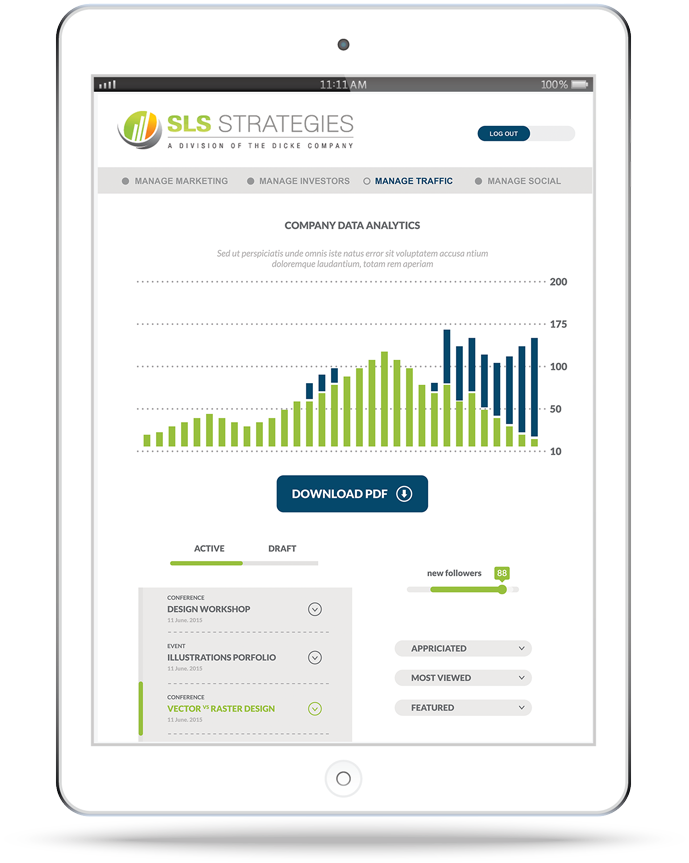 11:11 AM
100%
SLS STRATEGIES
A DIVISION OF THE DICKE COMPANY
LOG OUT
MANAGE MARKETING
MANAGE INVESTORS
MANAGE TRAFFIC
MANAGE SOCIAL
COMPANY DATA ANALYTICS
Sed ut perspiciatis unde omnis iste natus error sit voluptatem accusa ntium
doloremque laudantium, totam rem aperiam
200
175
100
50
10
DOWNLOAD PDF
ACTIVE
DRAFT
CONFERENCE
DESIGN WORKSHOP
11 June. 2015
EVENT
ILLUSTRATIONS PORFOLIO
11 June. 2015
CONFERENCE
VECTOR VS RASTER DESIGN
11 June. 2015
new followers
88
APPRICIATED
MOST VIEWED
FEATURED